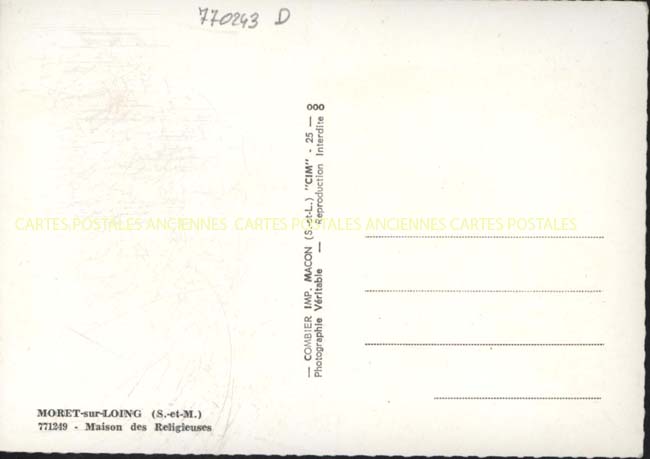 770243 D
— COMBIER IMP. MACON (S.-et-L.) "CIM" - 25 — 000
Photographie Véritable — Reproduction Interdite
CARTES POSTALES ANCIENNES CARTES POSTALES ANCIENNES CARTES POSTALES ANCIENNES
MORET-sur-LOING (S.-et-M.)
771249 - Maison des Religieuses